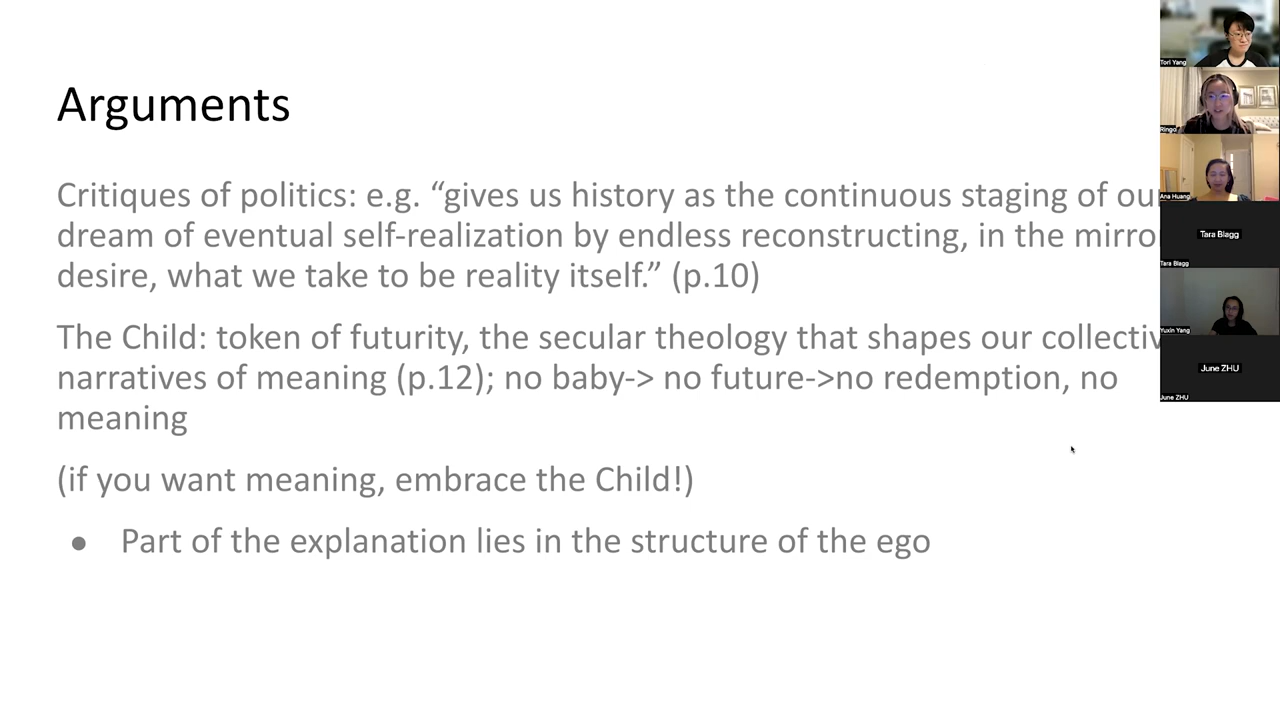 Arguments
Critiques of politics: e.g. “gives us history as the continuous staging of
dream of eventual self-realization by endless reconstructing, in the
desire, what we take to be reality itself.” (p.10)
The Child: token of futurity, the secular theology that shapes our
narratives of meaning (p.12); no baby-> no future->no redemption, no
meaning
(if you want meaning, embrace the Child!)
● Part of the explanation lies in the structure of the ego
Tori Yang
Ringo
Ana Huang
Tara Blagg
Tara Blagg
Yuxin Yang
June ZHU
June ZHU